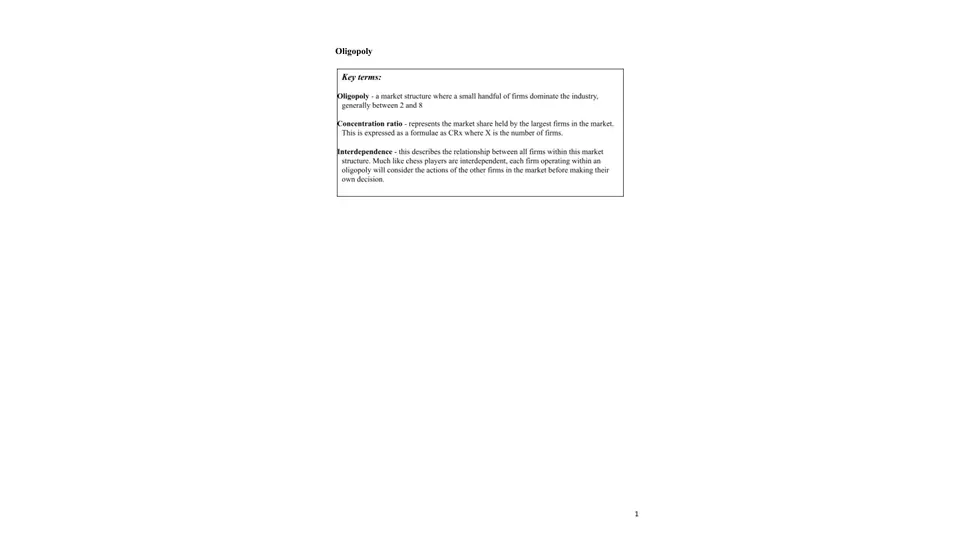 Oligopoly
Key terms:
Oligopoly - a market structure where a small handful of firms dominate the industry,
generally between 2 and 8
Concentration ratio - represents the market share held by the largest firms in the market.
This is expressed as a formulae as CRx where X is the number of firms.
Interdependence - this describes the relationship between all firms within this market
structure. Much like chess players are interdependent, each firm operating within an
oligopoly will consider the actions of the other firms in the market before making their
own decision.
1